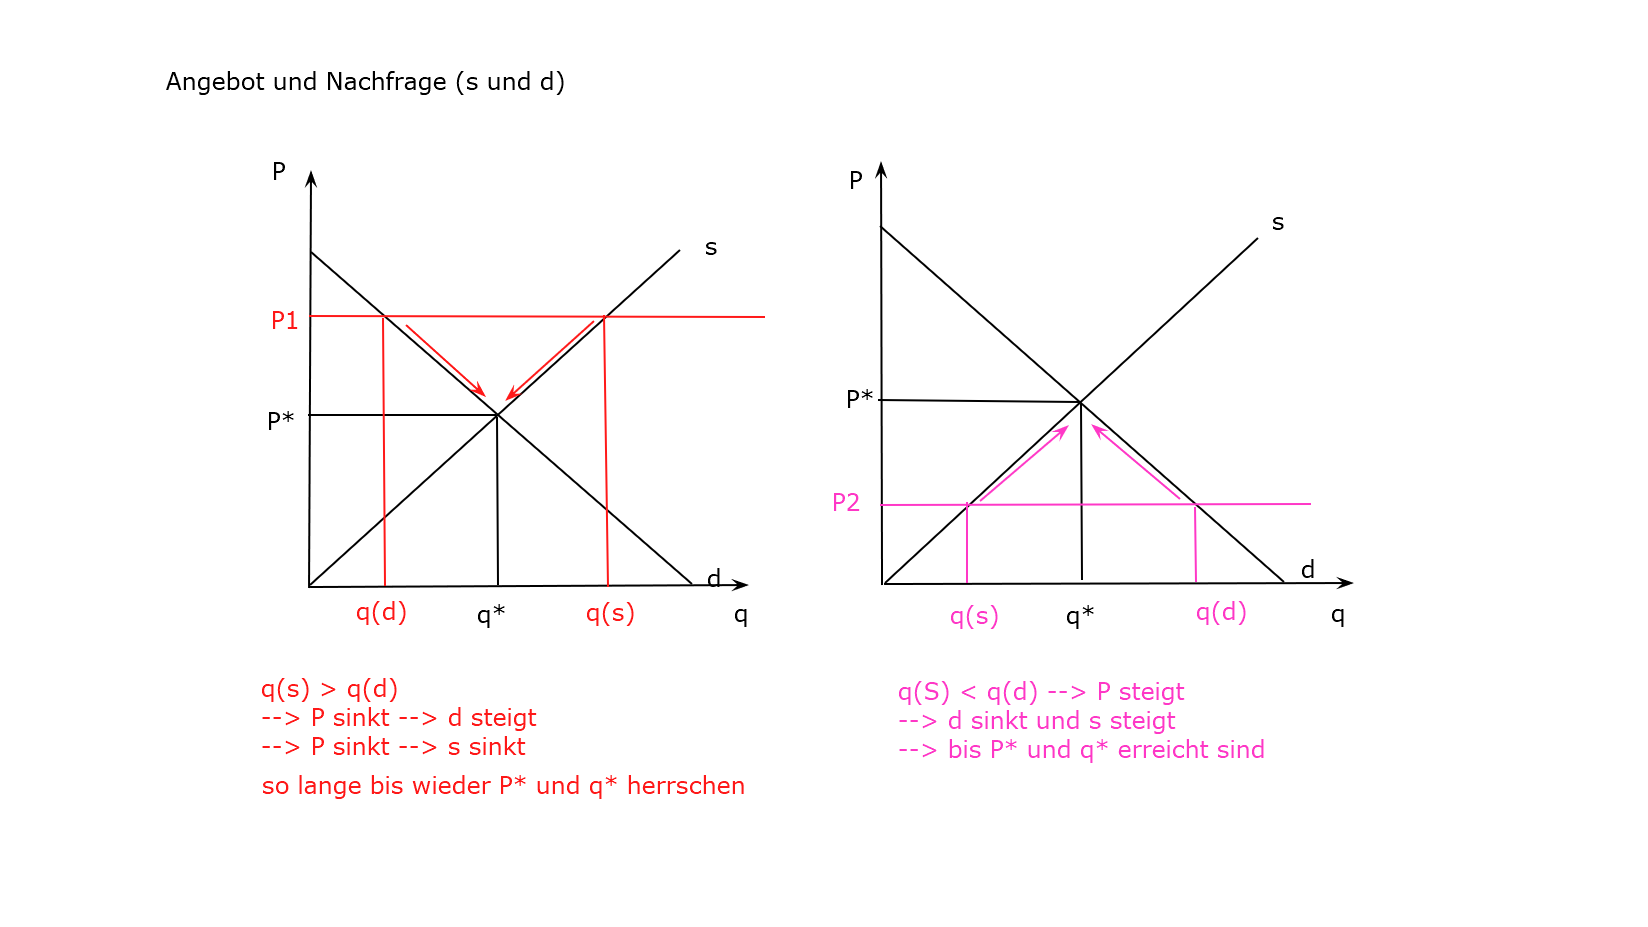 Angebot und Nachfrage (s und d)
P
s
P1
P*
d
q(d)
q*
q(s)
q
q(s) > q(d)
--> P sinkt --> d steigt
--> P sinkt --> s sinkt
so lange bis wieder P* und q* herrschen
P
s
P*
P2
d
q(s)
q*
q(d)
q
q(S) < q(d) --> P steigt
--> d sinkt und s steigt
--> bis P* und q* erreicht sind